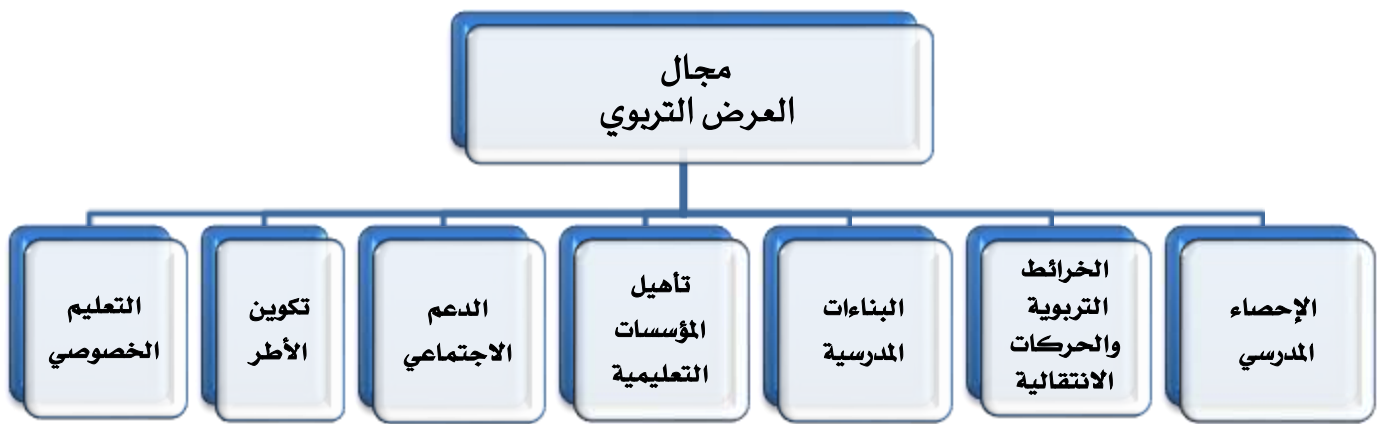 مجال
العرض التربوي
الإحصاء
المدرسي
الخرائط
التربوية
والحركات
الانتقالية
البناءات
المدرسية
تأهيل
المؤسسات
التعليمية
الدعم
الاجتماعي
تكوين
الأطر
التعليم
الخصوصي